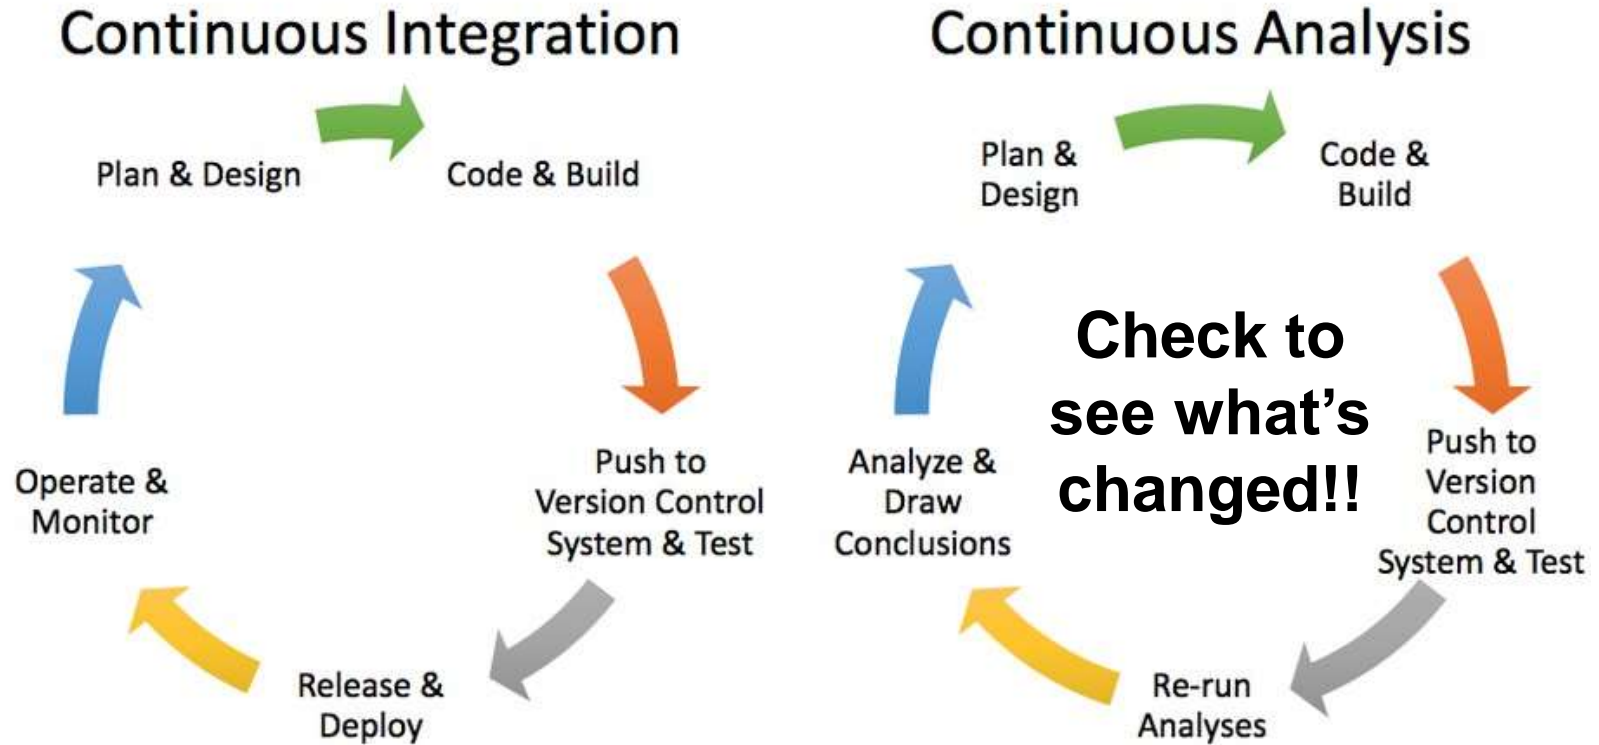 Continuous Integration
Plan & Design
Code & Build
Push to
Version Control
System & Test
Release &
Deploy
Operate &
Monitor
Continuous Analysis
Plan &
Design
Code &
Build
Push to
Version
Control
System & Test
Re-run
Analyses
Analyze &
Draw
Conclusions
Check to
see what’s
changed!!